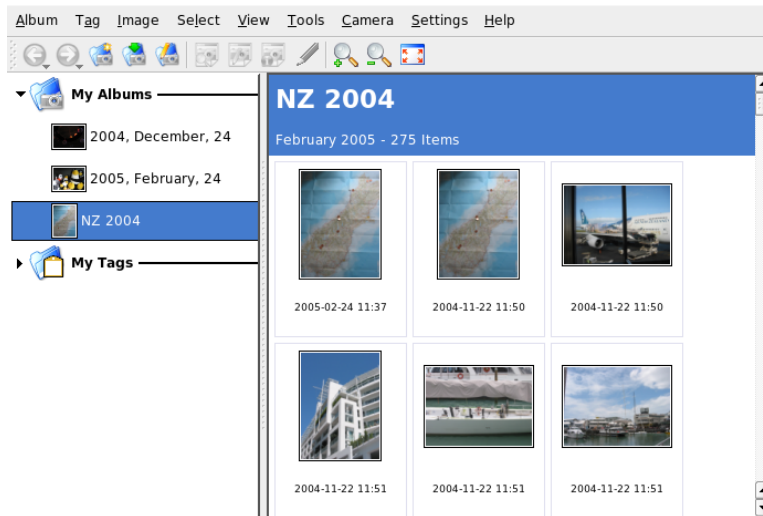 Album Tag Image Select View Tools Camera Settings Help
My Albums
2004, December, 24
2005, February, 24
NZ 2004
My Tags
NZ 2004
February 2005 - 275 Items
2005-02-24 11:37
2004-11-22 11:50
2004-11-22 11:50
2004-11-22 11:51
2004-11-22 11:51
2004-11-22 11:51